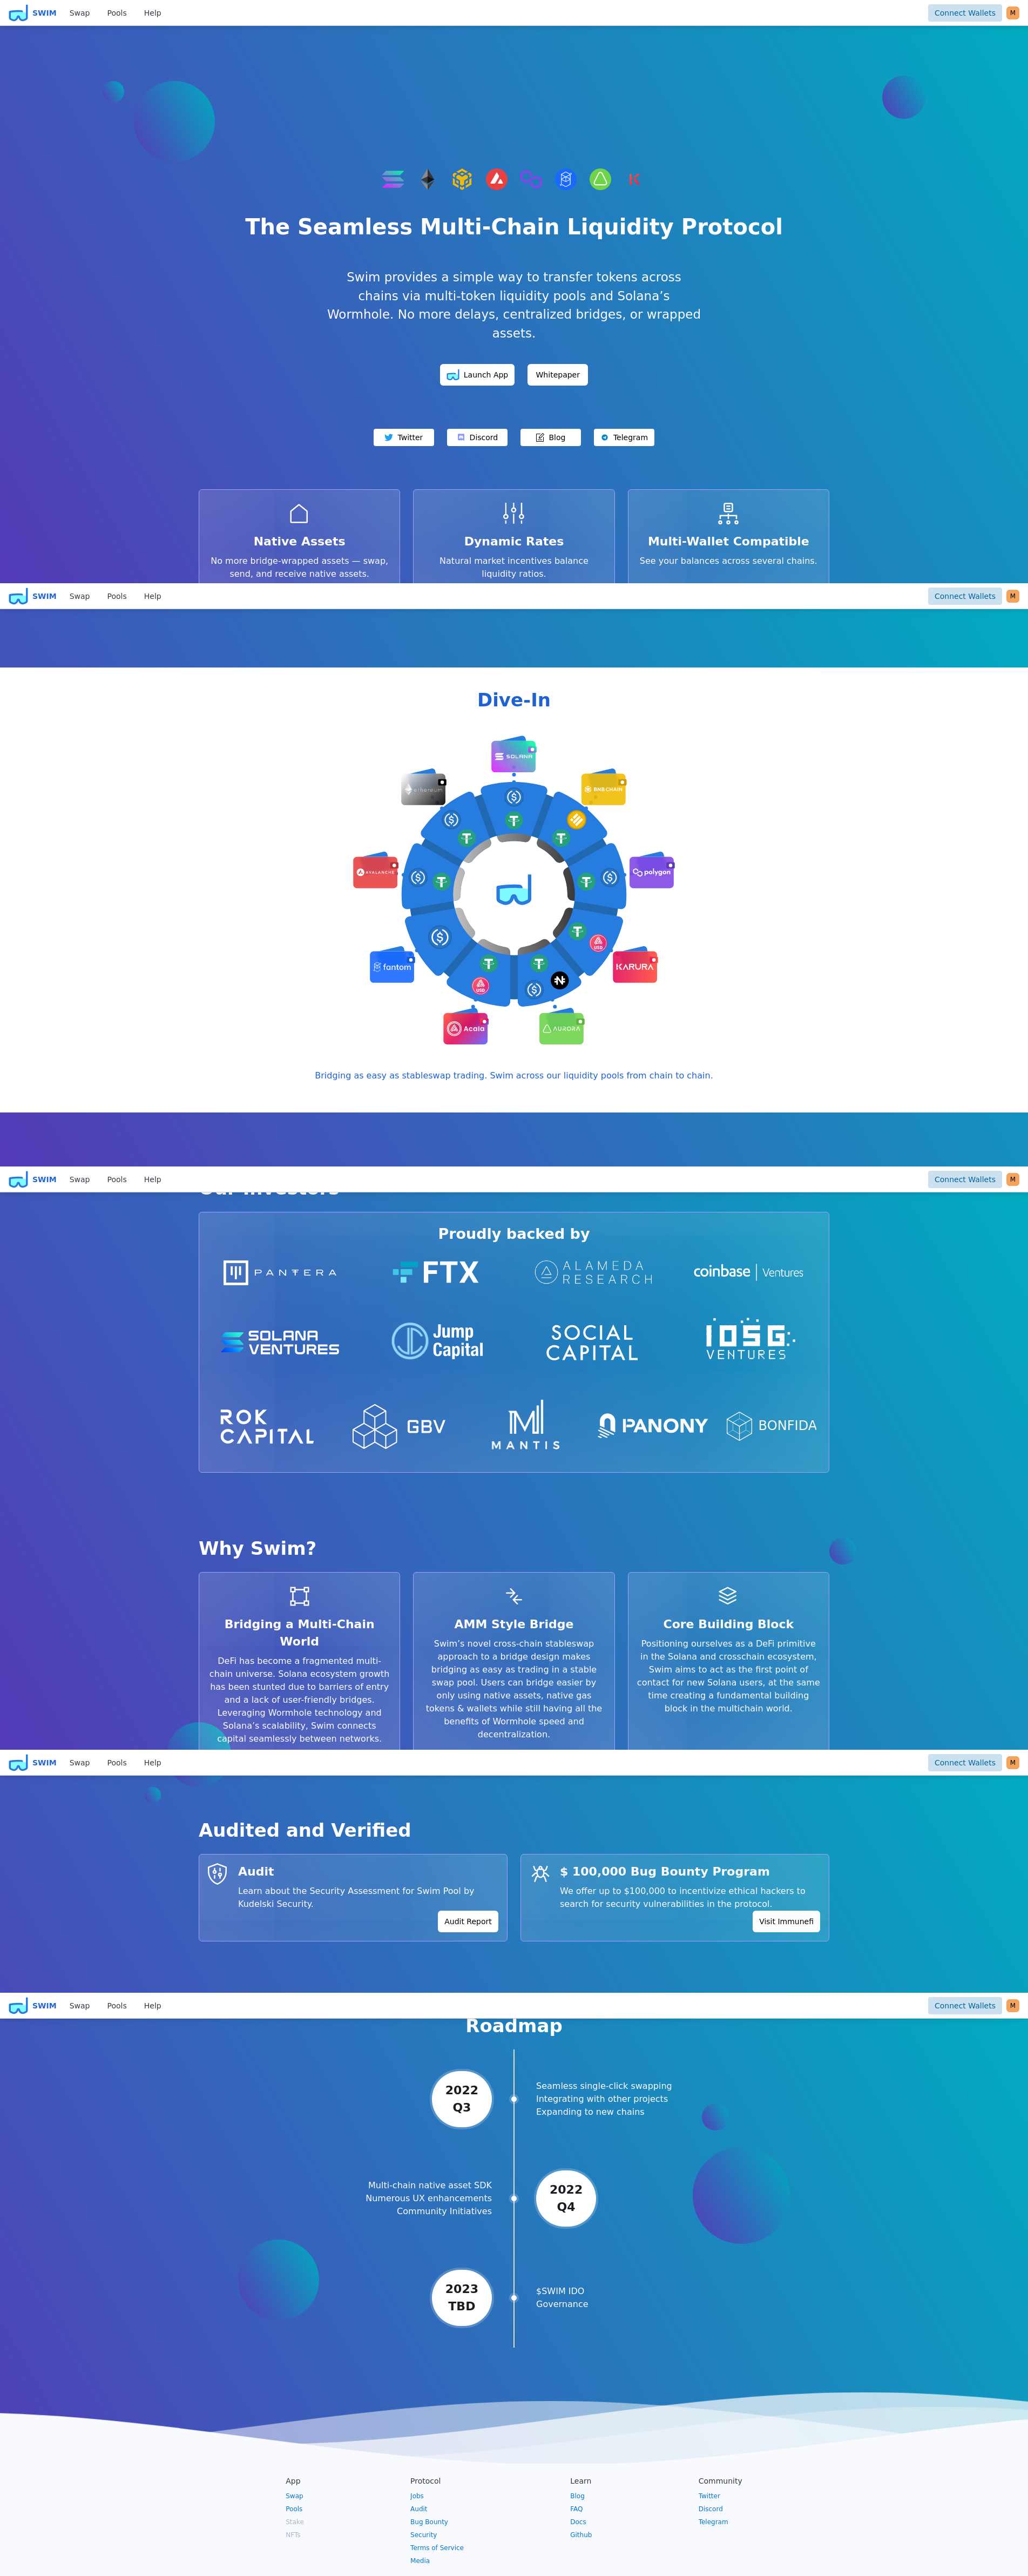 SWIM Swap Pools Help Connect Wallets M
The Seamless Multi-Chain Liquidity Protocol
Swim provides a simple way to transfer tokens across
chains via multi-token liquidity pools and Solana’s
Wormhole. No more delays, centralized bridges, or wrapped
assets.
Launch App Whitepaper
Twitter Discord Blog Telegram
Native Assets
No more bridge-wrapped assets — swap,
send, and receive native assets.
Dynamic Rates
Natural market incentives balance
liquidity ratios.
Multi-Wallet Compatible
See your balances across several chains.
SWIM Swap Pools Help Connect Wallets M
Dive-In
SOLANA
ethereum
BNB CHAIN
AVALANCHE
polygon
fantom
USD
KARURA
USD
Acala
AURORA
Bridging as easy as stableswap trading. Swim across our liquidity pools from chain to chain.
SWIM Swap Pools Help Connect Wallets M
Our Investors
Proudly backed by
PANTERA
FTX
ALAMEDA
RESEARCH
coinbase Ventures
SOLANA
VENTURES
Jump
Capital
SOCIAL
CAPITAL
IOSG
VENTURES
ROK
CAPITAL
GBV
MANTIS
PANONY
BONFIDA
Why Swim?
Bridging a Multi-Chain
World
DeFi has become a fragmented multi-
chain universe. Solana ecosystem growth
has been stunted due to barriers of entry
and a lack of user-friendly bridges.
Leveraging Wormhole technology and
Solana’s scalability, Swim connects
capital seamlessly between networks.
AMM Style Bridge
Swim’s novel cross-chain stableswap
approach to a bridge design makes
bridging as easy as trading in a stable
swap pool. Users can bridge easier by
only using native assets, native gas
tokens & wallets while still having all the
benefits of Wormhole speed and
decentralization.
Core Building Block
Positioning ourselves as a DeFi primitive
in the Solana and crosschain ecosystem,
Swim aims to act as the first point of
contact for new Solana users, at the same
time creating a fundamental building
block in the multichain world.
SWIM Swap Pools Help Connect Wallets M
Audited and Verified
Audit
Learn about the Security Assessment for Swim Pool by
Kudelski Security.
Audit Report
$ 100,000 Bug Bounty Program
We offer up to $100,000 to incentivize ethical hackers to
search for security vulnerabilities in the protocol.
Visit Immunefi
SWIM Swap Pools Help Connect Wallets M
Roadmap
2022
Q3
Seamless single-click swapping
Integrating with other projects
Expanding to new chains
Multi-chain native asset SDK
Numerous UX enhancements
Community Initiatives
2022
Q4
2023
TBD
$SWIM IDO
Governance
App
Swap
Pools
Stake
NFTs
Protocol
Jobs
Audit
Bug Bounty
Security
Terms of Service
Media
Learn
Blog
FAQ
Docs
Github
Community
Twitter
Discord
Telegram